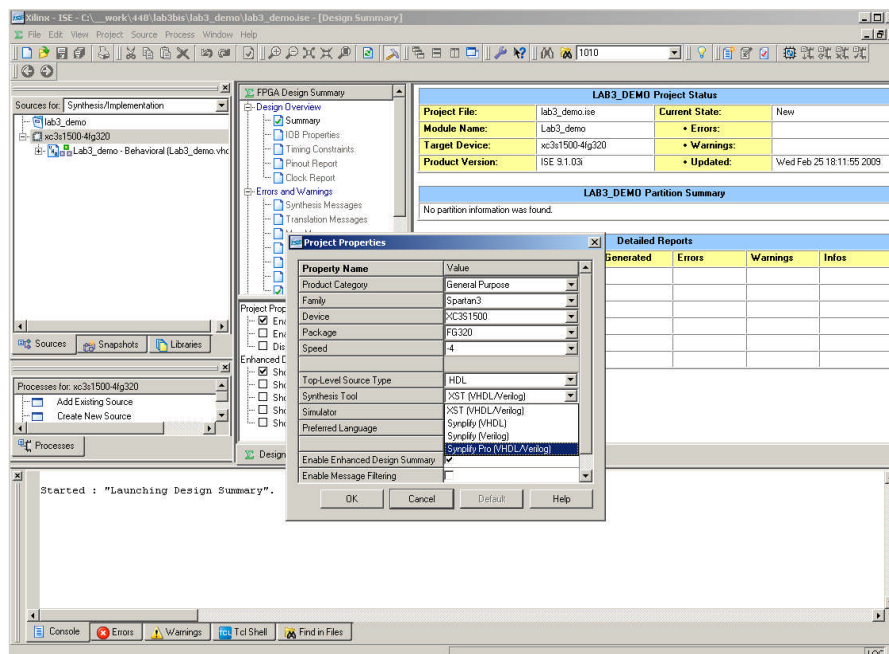 Xilinx - ISE - C:\__work\448\lab3bis\lab3_demo\lab3_demo.ise - [Design Summary]
File Edit View Project Source Process Window Help
1010
Sources for: Synthesis/Implementation
lab3_demo
xc3s1500-4fg320
Lab3_demo - Behavioral (Lab3_demo.vhd
Sources Snapshots Libraries
Processes for: xc3s1500-4fg320
Add Existing Source
Create New Source
Processes
FPGA Design Summary
Design Overview
Summary
IOB Properties
Timing Constraints
Pinout Report
Clock Report
Errors and Warnings
Synthesis Messages
Translation Messages
Project Prop
Ena
Ena
Dis
Enhanced D
Sho
Sho
Sho
Sho
Sho
Design
LAB3_DEMO Project Status
Project File: lab3_demo.ise Current State: New
Module Name: Lab3_demo • Errors:
Target Device: xc3s1500-4fg320 • Warnings:
Product Version: ISE 9.1.03i • Updated: Wed Feb 25 18:11:55 2009
LAB3_DEMO Partition Summary
No partition information was found.
Detailed Reports
Generated Errors Warnings Infos
Project Properties
Property Name Value
Product Category General Purpose
Family Spartan3
Device XC3S1500
Package FG320
Speed -4
Top-Level Source Type HDL
Synthesis Tool XST (VHDL/Verilog)
Simulator XST (VHDL/Verilog)
Preferred Language Synplify (VHDL)
Synplify (Verilog)
Synplify Pro (VHDL/Verilog)
Enable Enhanced Design Summary
Enable Message Filtering
OK Cancel Default Help
Started : "Launching Design Summary".
Console Errors Warnings Tcl Shell Find in Files